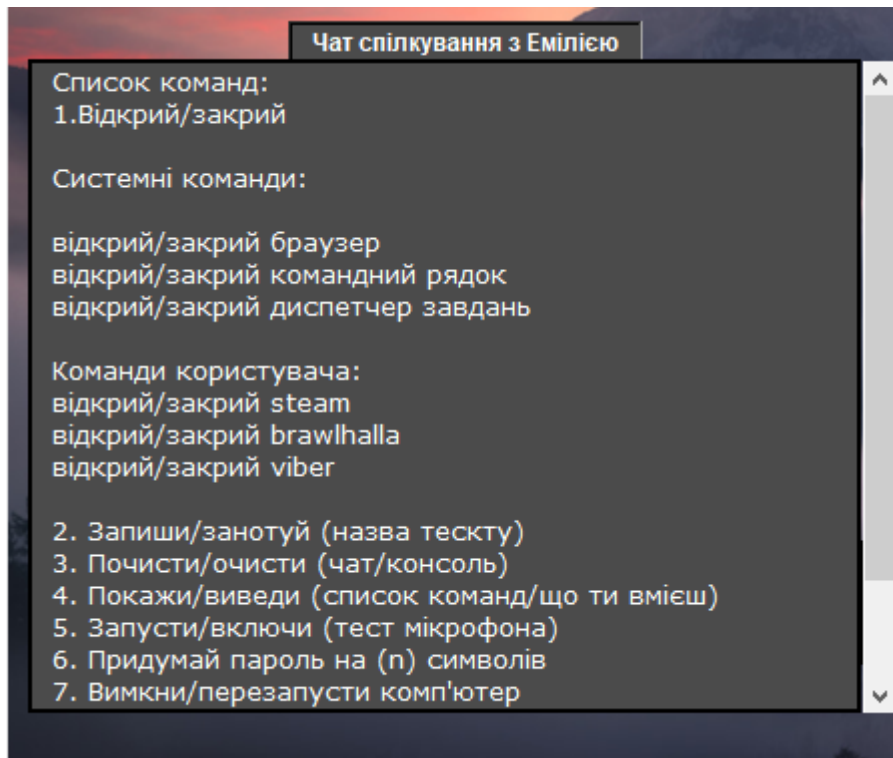 Чат спілкування з Емілією
Список команд:
1.Відкрий/закрий
Системні команди:
відкрий/закрий браузер
відкрий/закрий командний рядок
відкрий/закрий диспетчер завдань
Команди користувача:
відкрий/закрий steam
відкрий/закрий brawlhalla
відкрий/закрий viber
2. Запиши/занотуй (назва тескту)
3. Почисти/очисти (чат/консоль)
4. Покажи/виведи (список команд/що ти вмієш)
5. Запусти/включи (тест мікрофона)
6. Придумай пароль на (n) символів
7. Вимкни/перезапусти комп'ютер